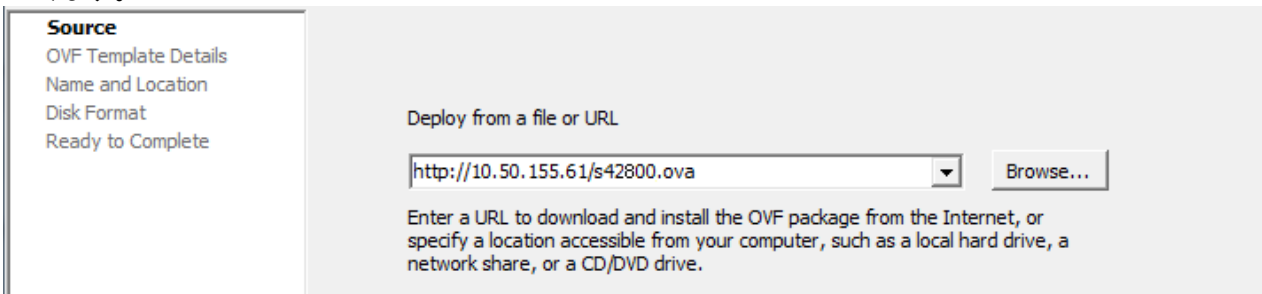 Source
OVF Template Details
Name and Location
Disk Format
Ready to Complete
Deploy from a file or URL
http://10.50.155.61/s42800.ova
Browse...
Enter a URL to download and install the OVF package from the Internet, or
specify a location accessible from your computer, such as a local hard drive, a
network share, or a CD/DVD drive.